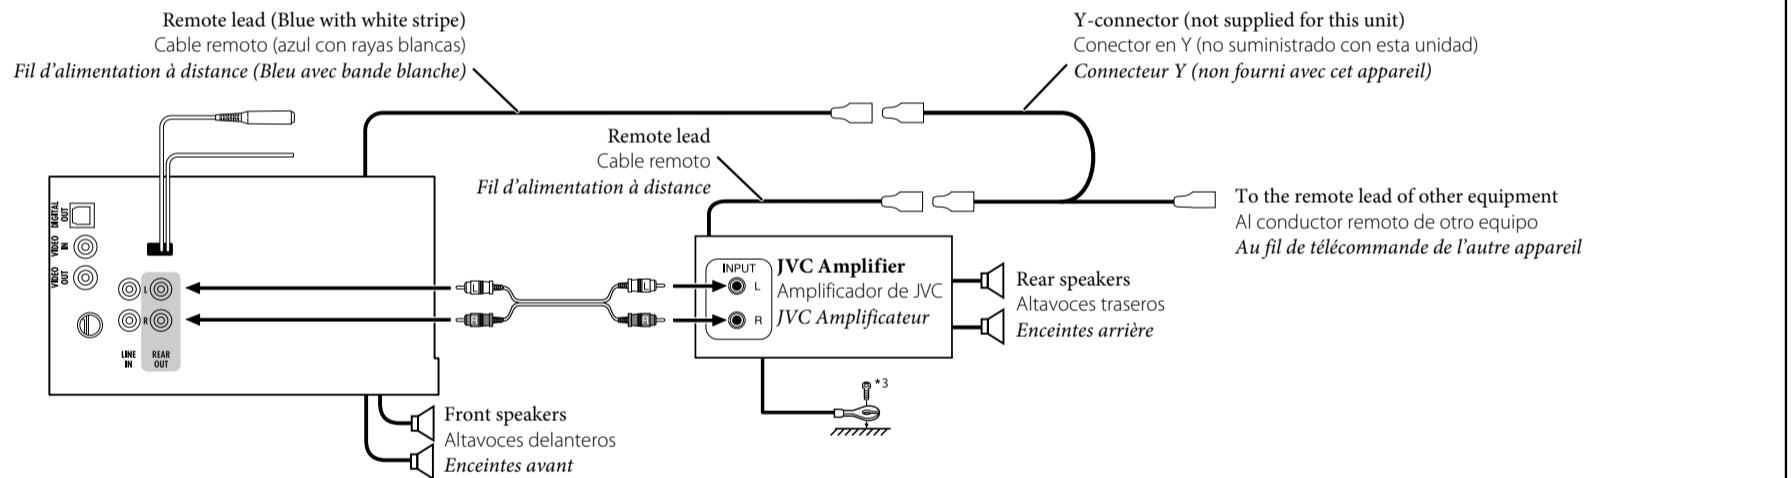 Remote lead (Blue with white stripe)
Cable remoto (azul con rayas blancas)
Fil d’alimentation à distance (Bleu avec bande blanche)
Y-connector (not supplied for this unit)
Conector en Y (no suministrado con esta unidad)
Connecteur Y (non fourni avec cet appareil)
Remote lead
Cable remoto
Fil d’alimentation à distance
To the remote lead of other equipment
Al conductor remoto de otro equipo
Au fil de télécommande de l’autre appareil
DIGITAL
OUT
VIDEO
IN
VIDEO
OUT
L
R
LINE
IN
REAR
OUT
L
R
L
R
INPUT
L
R
JVC Amplifier
Amplificador de JVC
JVC Amplificateur
Rear speakers
Altavoces traseros
Enceintes arrière
*3
Front speakers
Altavoces delanteros
Enceintes avant